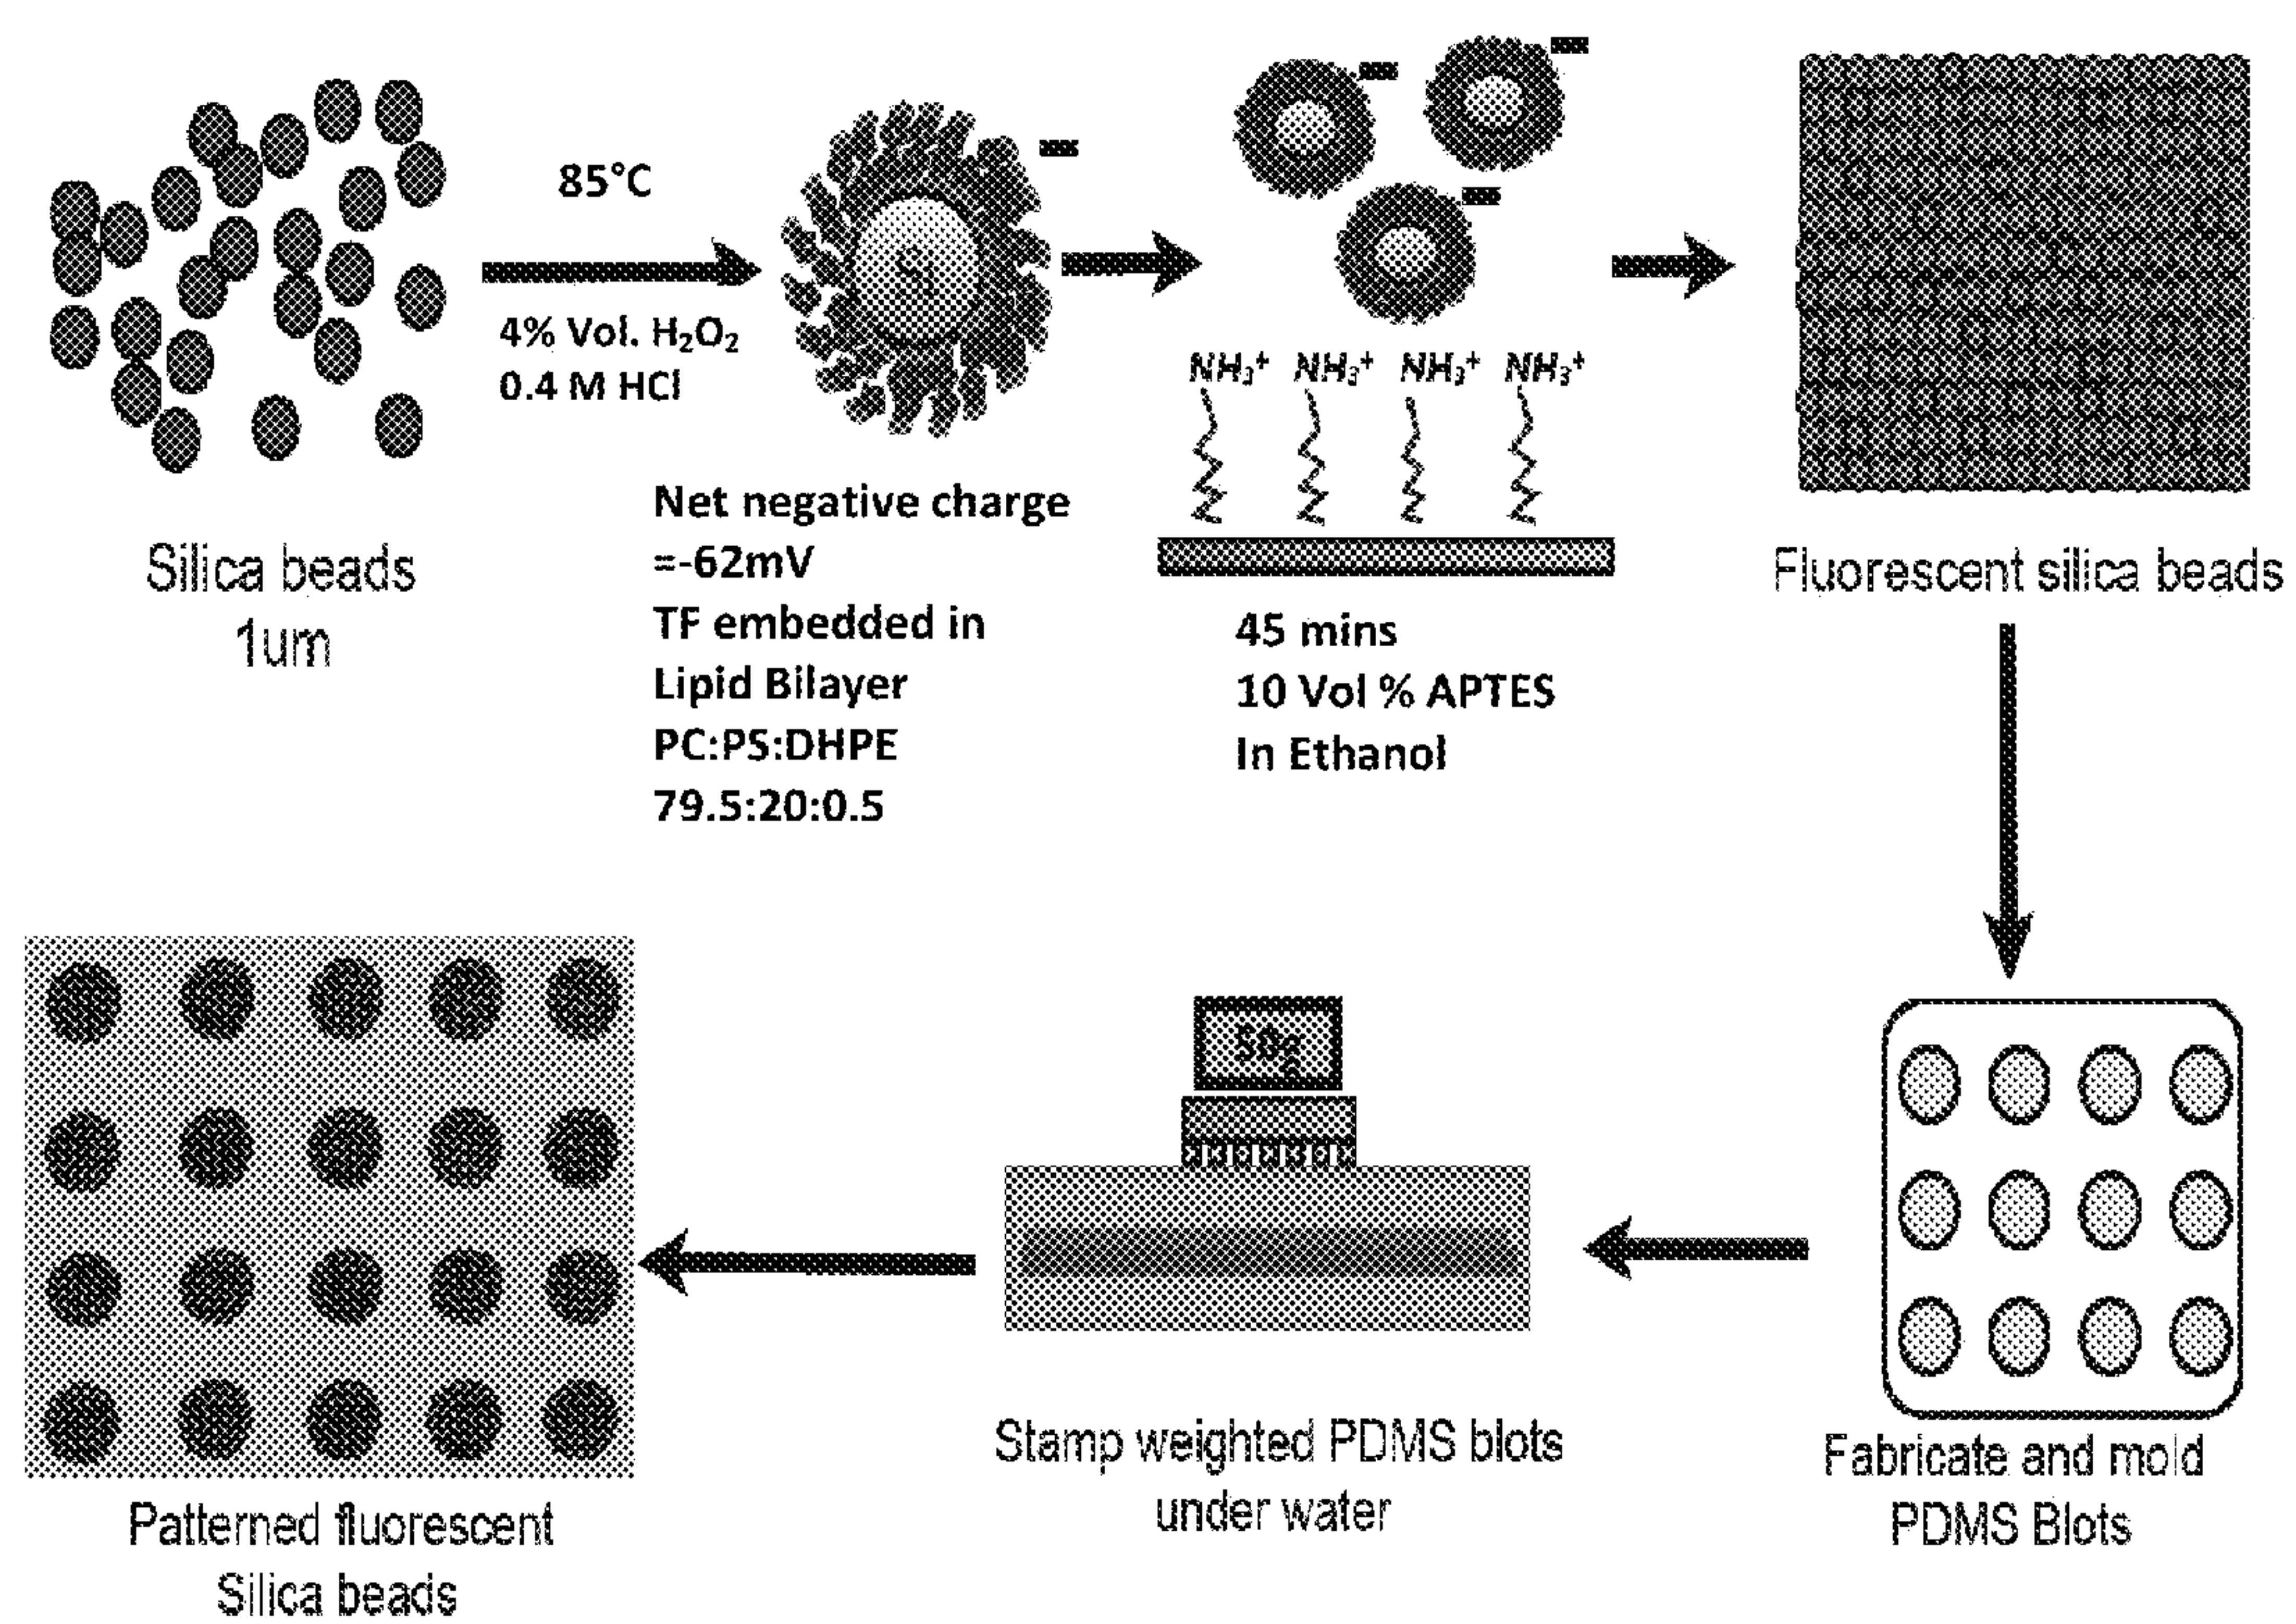 85°C
4% Vol. H₂O₂
0.4 M HCl
Silica beads
1um
Si
Net negative charge
=-62mV
TF embedded in
Lipid Bilayer
PC:PS:DHPE
79.5:20:0.5
NH₃⁺ NH₃⁺ NH₃⁺ NH₃⁺
45 mins
10 Vol % APTES
In Ethanol
Fluorescent silica beads
Fabricate and mold
PDMS Blots
50g
Stamp weighted PDMS blots
under water
Patterned fluorescent
Silica beads